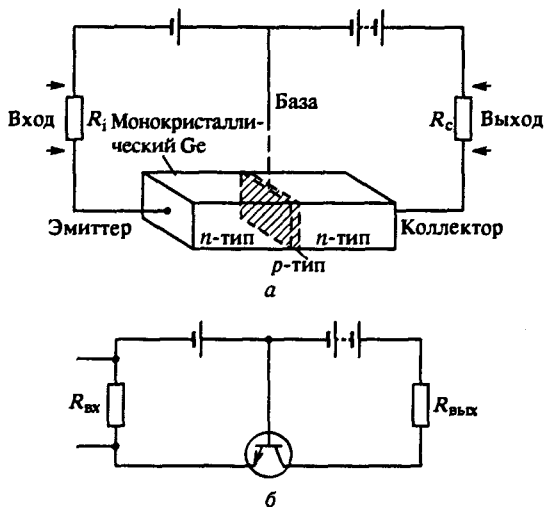 База
Вход
R_i
Монокристалли-
ческий Ge
R_c
Выход
Эмиттер
n-тип
n-тип
Коллектор
p-тип
а
R_вх
R_вых
б